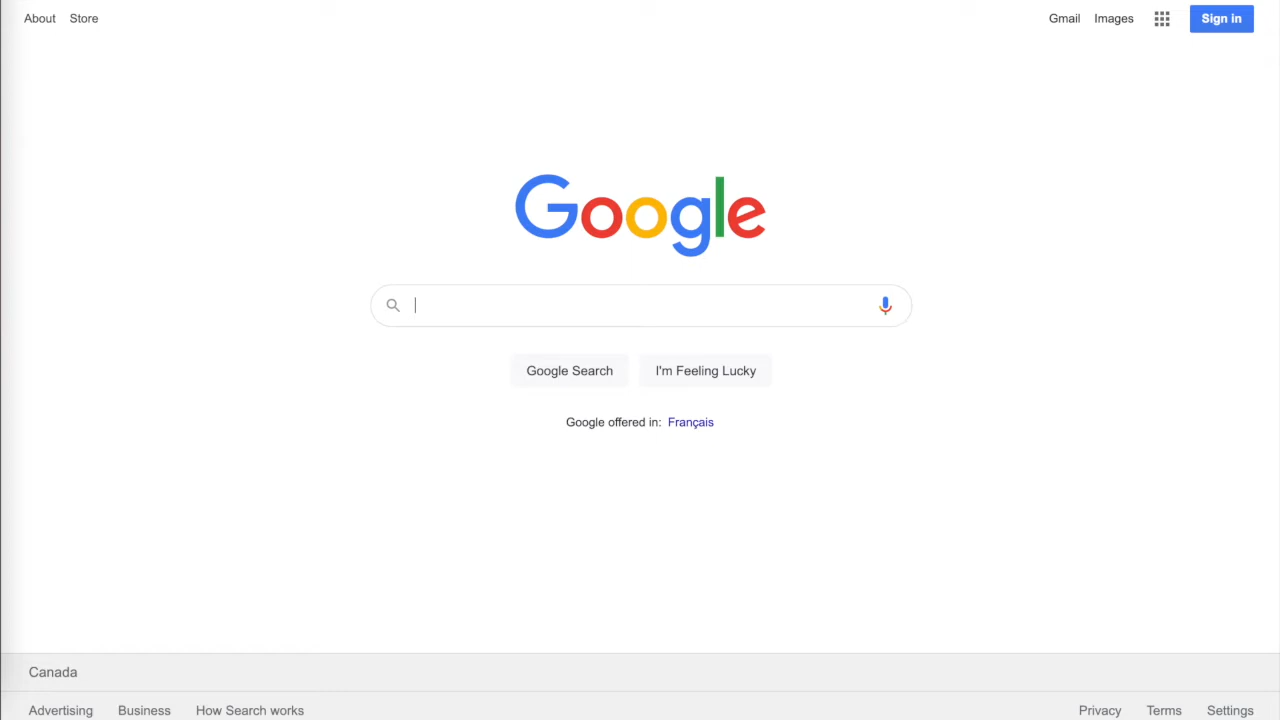 About Store Gmail Images Sign in
Google
Google Search I'm Feeling Lucky
Google offered in: Français
Canada
Advertising Business How Search works Privacy Terms Settings